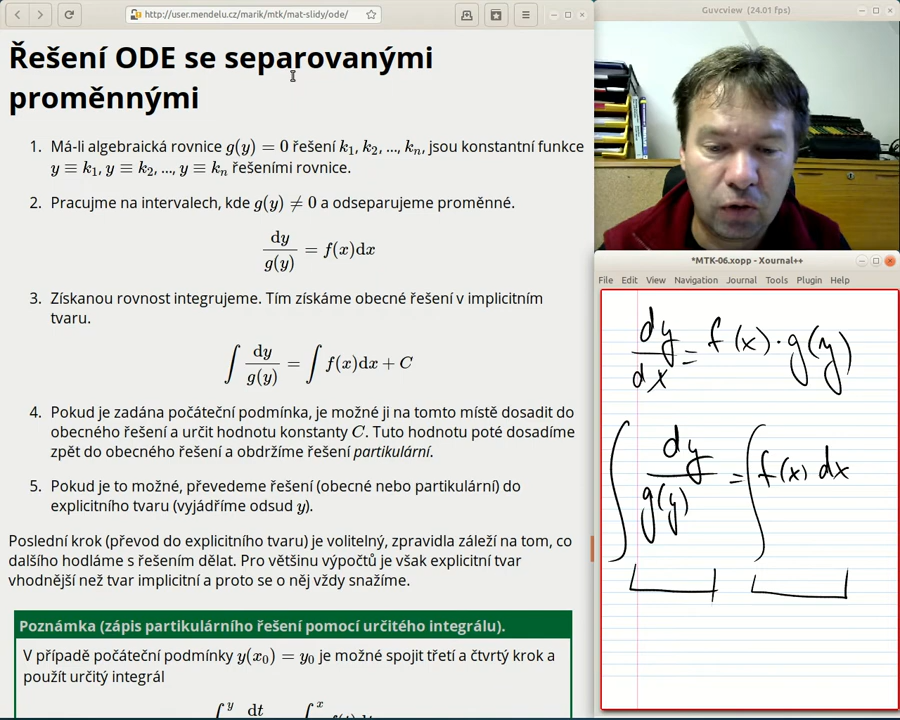 http://user.mendelu.cz/marik/mtk/mat-slidy/ode/
Řešení ODE se separovanými
proměnnými
1. Má-li algebraická rovnice g(y) = 0 řešení k₁, k₂, ..., kₙ, jsou konstantní funkce
y ≡ k₁, y ≡ k₂, ..., y ≡ kₙ řešeními rovnice.
2. Pracujme na intervalech, kde g(y) ≠ 0 a odseparujeme proměnné.
dy/g(y) = f(x)dx
3. Získanou rovnost integrujeme. Tím získáme obecné řešení v implicitním
tvaru.
∫ dy/g(y) = ∫ f(x)dx + C
4. Pokud je zadána počáteční podmínka, je možné ji na tomto místě dosadit do
obecného řešení a určit hodnotu konstanty C. Tuto hodnotu poté dosadíme
zpět do obecného řešení a obdržíme řešení partikulární.
5. Pokud je to možné, převedeme řešení (obecné nebo partikulární) do
explicitního tvaru (vyjádříme odsud y).
Poslední krok (převod do explicitního tvaru) je volitelný, zpravidla záleží na tom, co
dalšího hodláme s řešením dělat. Pro většinu výpočtů je však explicitní tvar
vhodnější než tvar implicitní a proto se o něj vždy snažíme.
Poznámka (zápis partikulárního řešení pomocí určitého integrálu).
V případě počáteční podmínky y(x₀) = y₀ je možné spojit třetí a čtvrtý krok a
použít určitý integrál
Guvcview (24.01 fps)
*MTK-06.xopp - Xournal++
File Edit View Navigation Journal Tools Plugin Help
dy/dx = f(x) · g(y)
∫ dy/g(y) = ∫ f(x) dx